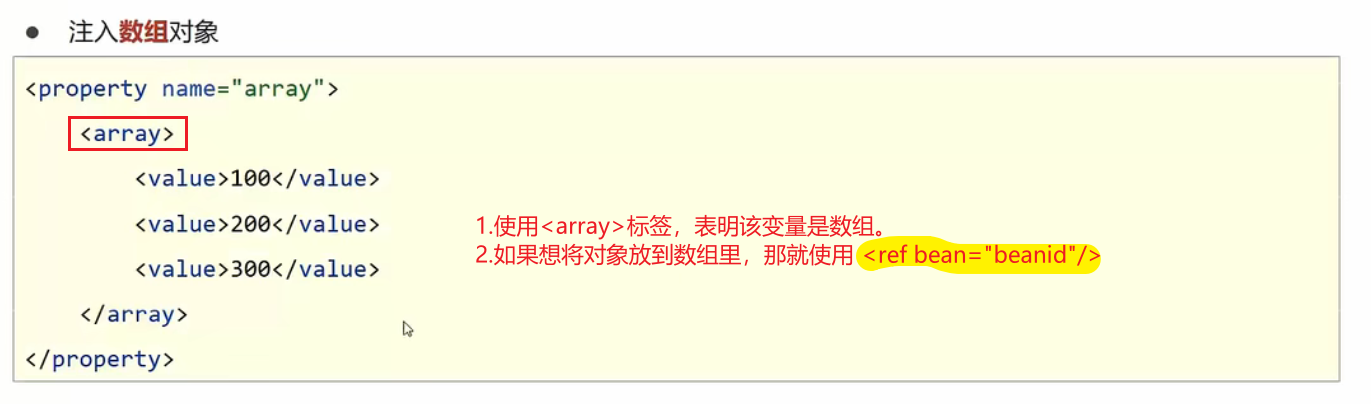 ● 注入数组对象
<property name="array">
<array>
<value>100</value>
<value>200</value>
1.使用<array>标签，表明该变量是数组。
2.如果想将对象放到数组里，那就使用 <ref bean="beanid"/>
<value>300</value>
</array>
</property>